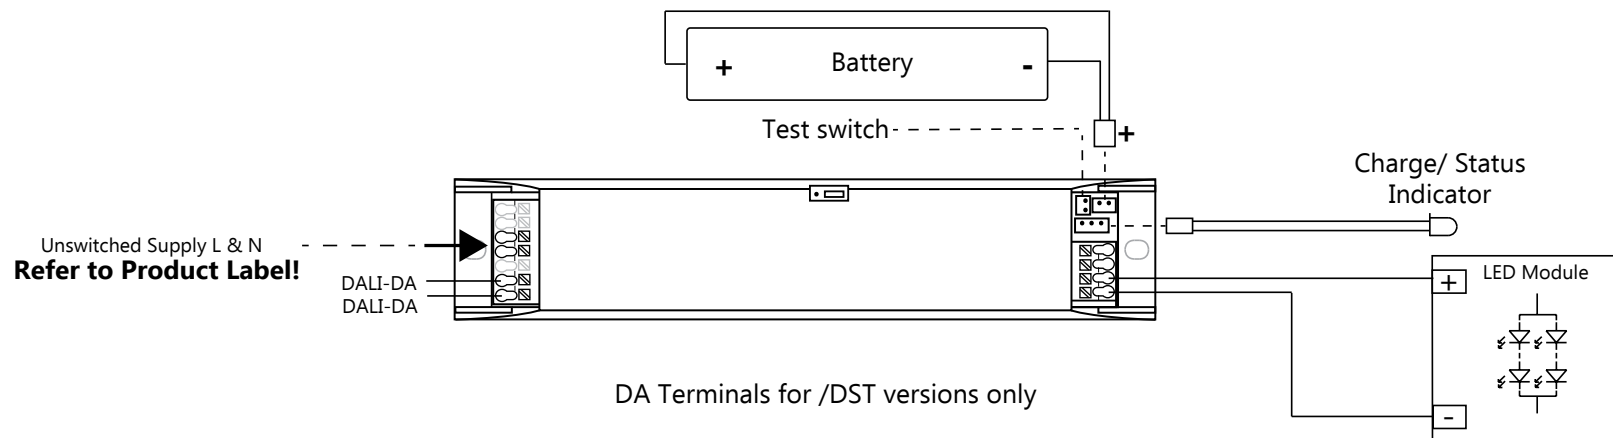 + Battery -
Test switch
+
Charge/ Status
Indicator
Unswitched Supply L & N
Refer to Product Label!
DALI-DA
DALI-DA
LED Module
+
-
DA Terminals for /DST versions only